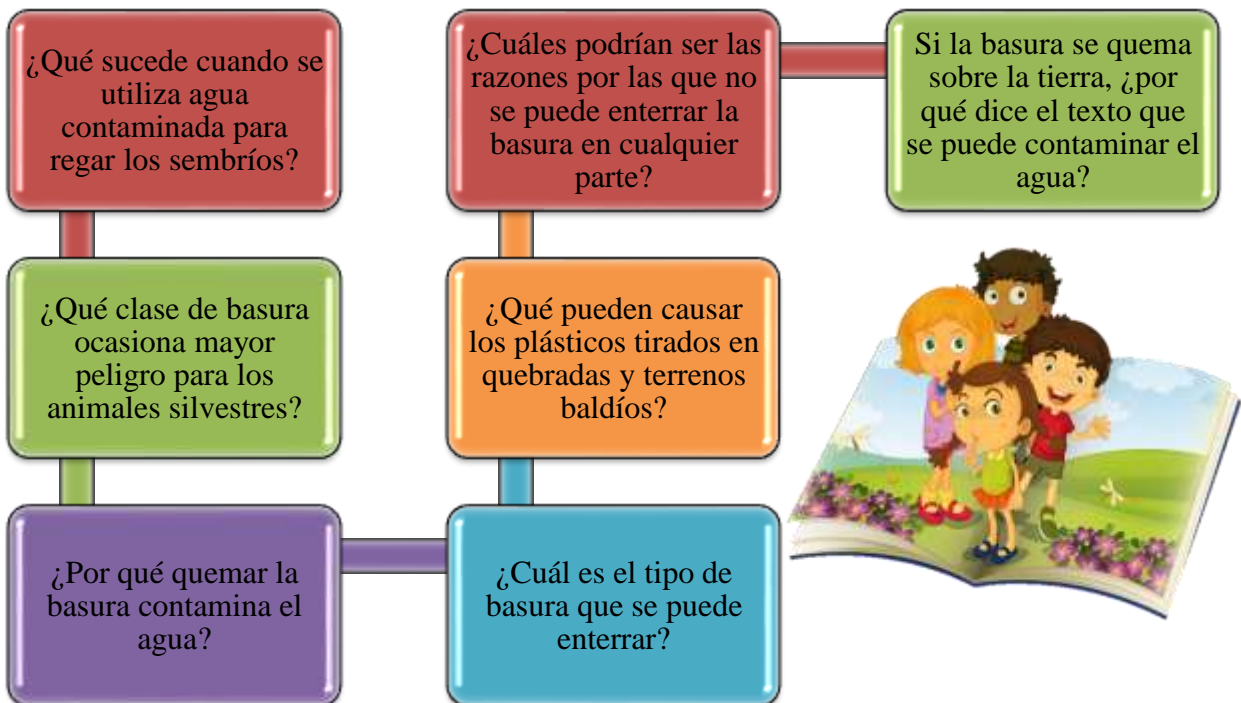 ¿Qué sucede cuando se
utiliza agua
contaminada para
regar los sembríos?
¿Qué clase de basura
ocasiona mayor
peligro para los
animales silvestres?
¿Por qué quemar la
basura contamina el
agua?
¿Cuál es el tipo de
basura que se puede
enterrar?
¿Qué pueden causar
los plásticos tirados en
quebradas y terrenos
baldíos?
¿Cuáles podrían ser las
razones por las que no
se puede enterrar la
basura en cualquier
parte?
Si la basura se quema
sobre la tierra, ¿por
qué dice el texto que
se puede contaminar el
agua?